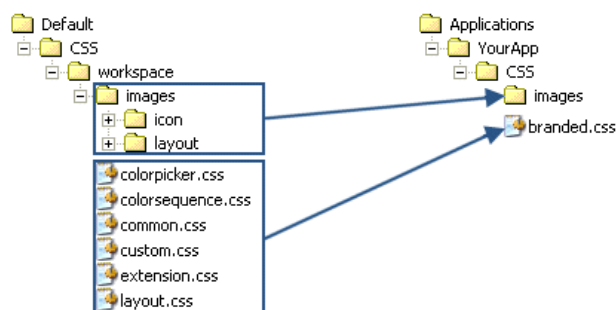 Default
CSS
workspace
images
icon
layout
colorpicker.css
colorsequence.css
common.css
custom.css
extension.css
layout.css
Applications
YourApp
CSS
images
branded.css